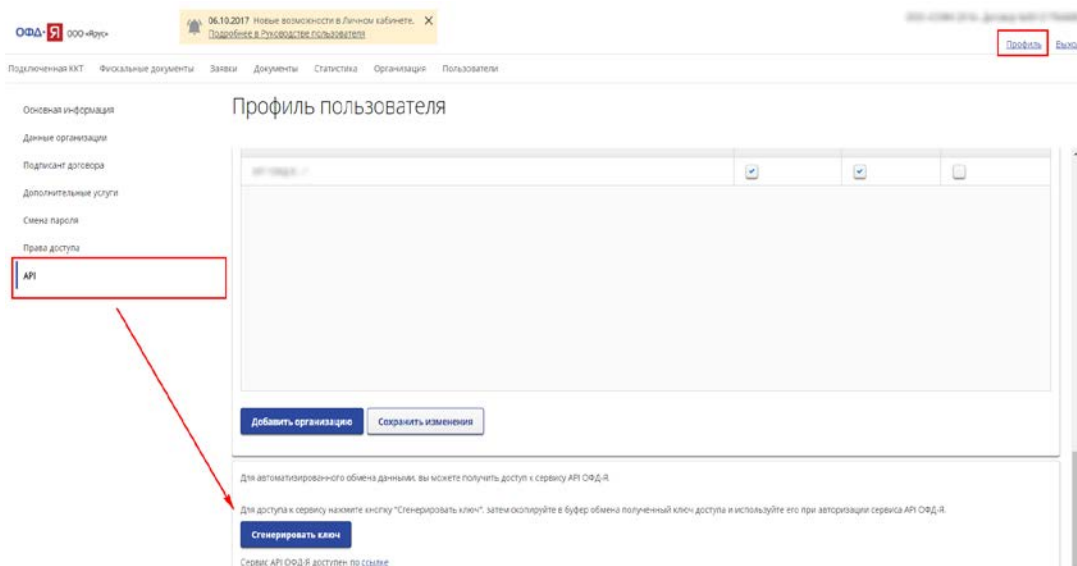 06.10.2017 Новые возможности в Личном кабинете. X
Подробнее в Руководстве пользователя
ОФД-Я ООО «Ярус»
Профиль Выхо
Подключенная ККТ Фискальные документы Заявки Документы Статистика Организация Пользователи
Профиль пользователя
Основная информация
Данные организации
Подписант договора
Дополнительные услуги
Смена пароля
Права доступа
API
Добавить организацию Сохранить изменения
Для автоматизированного обмена данными, вы можете получить доступ к сервису API ОФД-Я.
Для доступа к сервису нажмите кнопку "Сгенерировать ключ", затем скопируйте в буфер обмена полученный ключ доступа и используйте его при авторизации сервиса API ОФД-Я.
Сгенерировать ключ
Сервис API ОФД-Я доступен по ссылке